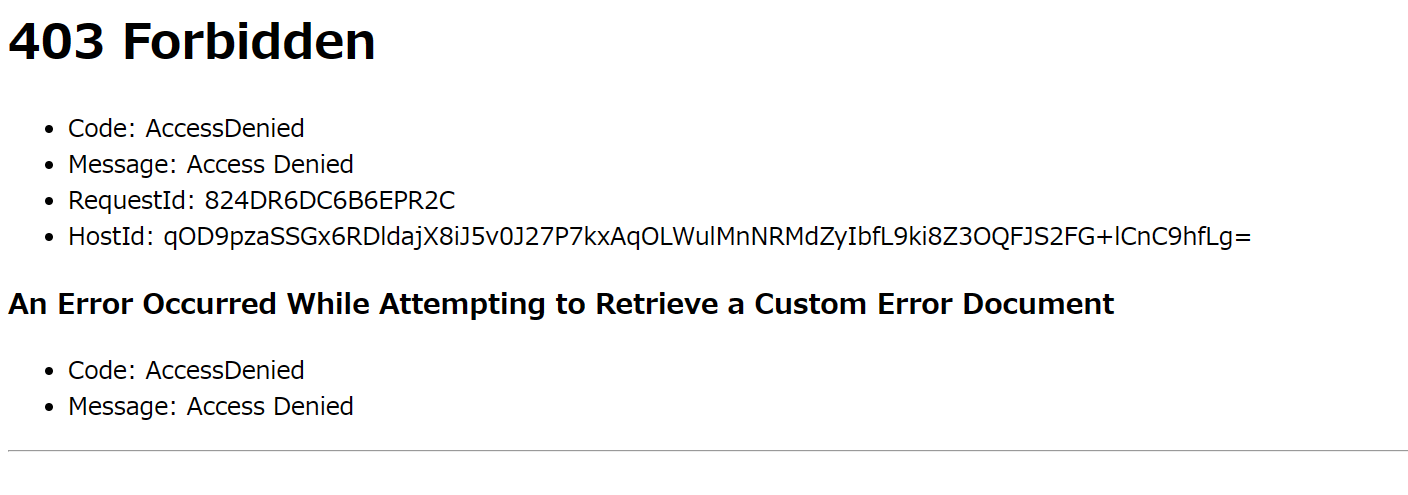 403 Forbidden
Code: AccessDenied
Message: Access Denied
RequestId: 824DR6DC6B6EPR2C
HostId: qOD9pzaSSGx6RDldajX8iJ5v0J27P7kxAqOLWulMnNRMdZyIbfL9ki8Z3OQFJS2FG+lCnC9hfLg=
An Error Occurred While Attempting to Retrieve a Custom Error Document
Code: AccessDenied
Message: Access Denied